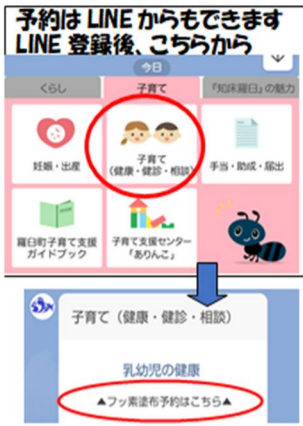 予約は LINE からもできます
LINE 登録後、こちらから
今日
くらし
子育て
『知床羅臼』の魅力
妊娠・出産
子育て
(健康・健診・相談)
手当・助成・届出
羅臼町子育て支援
ガイドブック
子育て支援センター
「ありんこ」
子育て（健康・健診・相談）
乳幼児の健康
▲フッ素塗布予約はこちら▲